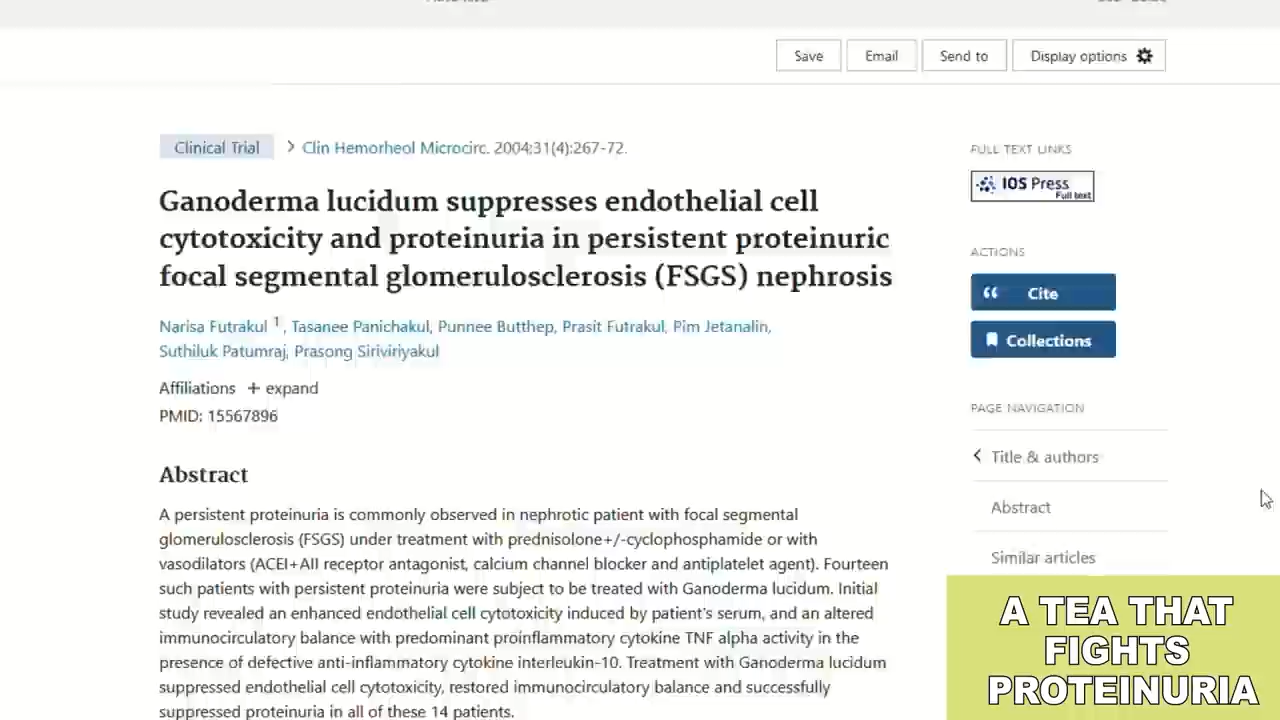 Save
Email
Send to
Display options
Clinical Trial
Clin Hemorheol Microcirc. 2004;31(4):267-72.
Ganoderma lucidum suppresses endothelial cell
cytotoxicity and proteinuria in persistent proteinuric
focal segmental glomerulosclerosis (FSGS) nephrosis
Narisa Futrakul 1, Tasanee Panichakul, Punnee Butthep, Prasit Futrakul, Pim Jetanalin,
Suthiluk Patumraj, Prasong Siriviriyakul
Affiliations + expand
PMID: 15567896
Abstract
A persistent proteinuria is commonly observed in nephrotic patient with focal segmental
glomerulosclerosis (FSGS) under treatment with prednisolone+/-cyclophosphamide or with
vasodilators (ACEI+AII receptor antagonist, calcium channel blocker and antiplatelet agent). Fourteen
such patients with persistent proteinuria were subject to be treated with Ganoderma lucidum. Initial
study revealed an enhanced endothelial cell cytotoxicity induced by patient's serum, and an altered
immunocirculatory balance with predominant proinflammatory cytokine TNF alpha activity in the
presence of defective anti-inflammatory cytokine interleukin-10. Treatment with Ganoderma lucidum
suppressed endothelial cell cytotoxicity, restored immunocirculatory balance and successfully
suppressed proteinuria in all of these 14 patients.
FULL TEXT LINKS
IOS Press
Full text
ACTIONS
Cite
Collections
PAGE NAVIGATION
Title & authors
Abstract
Similar articles
A TEA THAT
FIGHTS
PROTEINURIA